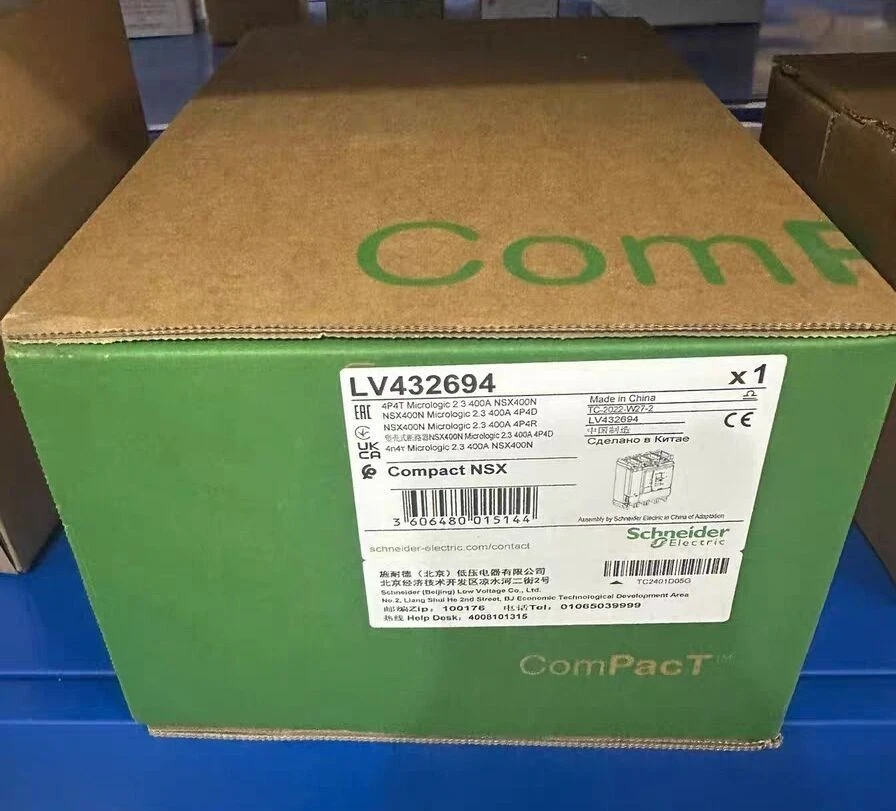 ComP
LV432694
x1
EAC
4P4T Micrologic 2.3 400A NSX400N
NSX400N Micrologic 2.3 400A 4P4D
NSX400N Micrologic 2.3 400A 4P4R
塑壳式断路器NSX400N Micrologic 2.3 400A 4P4D
4п4т Micrologic 2.3 400A NSX400N
UK
CA
Made in China
TC-2022-W27-2
LV432694
中国制造
Сделано в Китае
CE
Compact NSX
3 606480 015144
Assembly by Schneider Electric in China of Adaptation
schneider-electric.com/contact
Schneider
Electric
施耐德（北京）低压电器有限公司
北京经济技术开发区凉水河二街2号
Schneider (Beijing) Low Voltage Co., Ltd.
No.2, Liang Shui He 2nd Street, BJ Economic Technological Development Area
邮编Zip: 100176 电话Tel: 01065039999
热线 Help Desk: 4008101315
TC2401D05G
ComPacT™